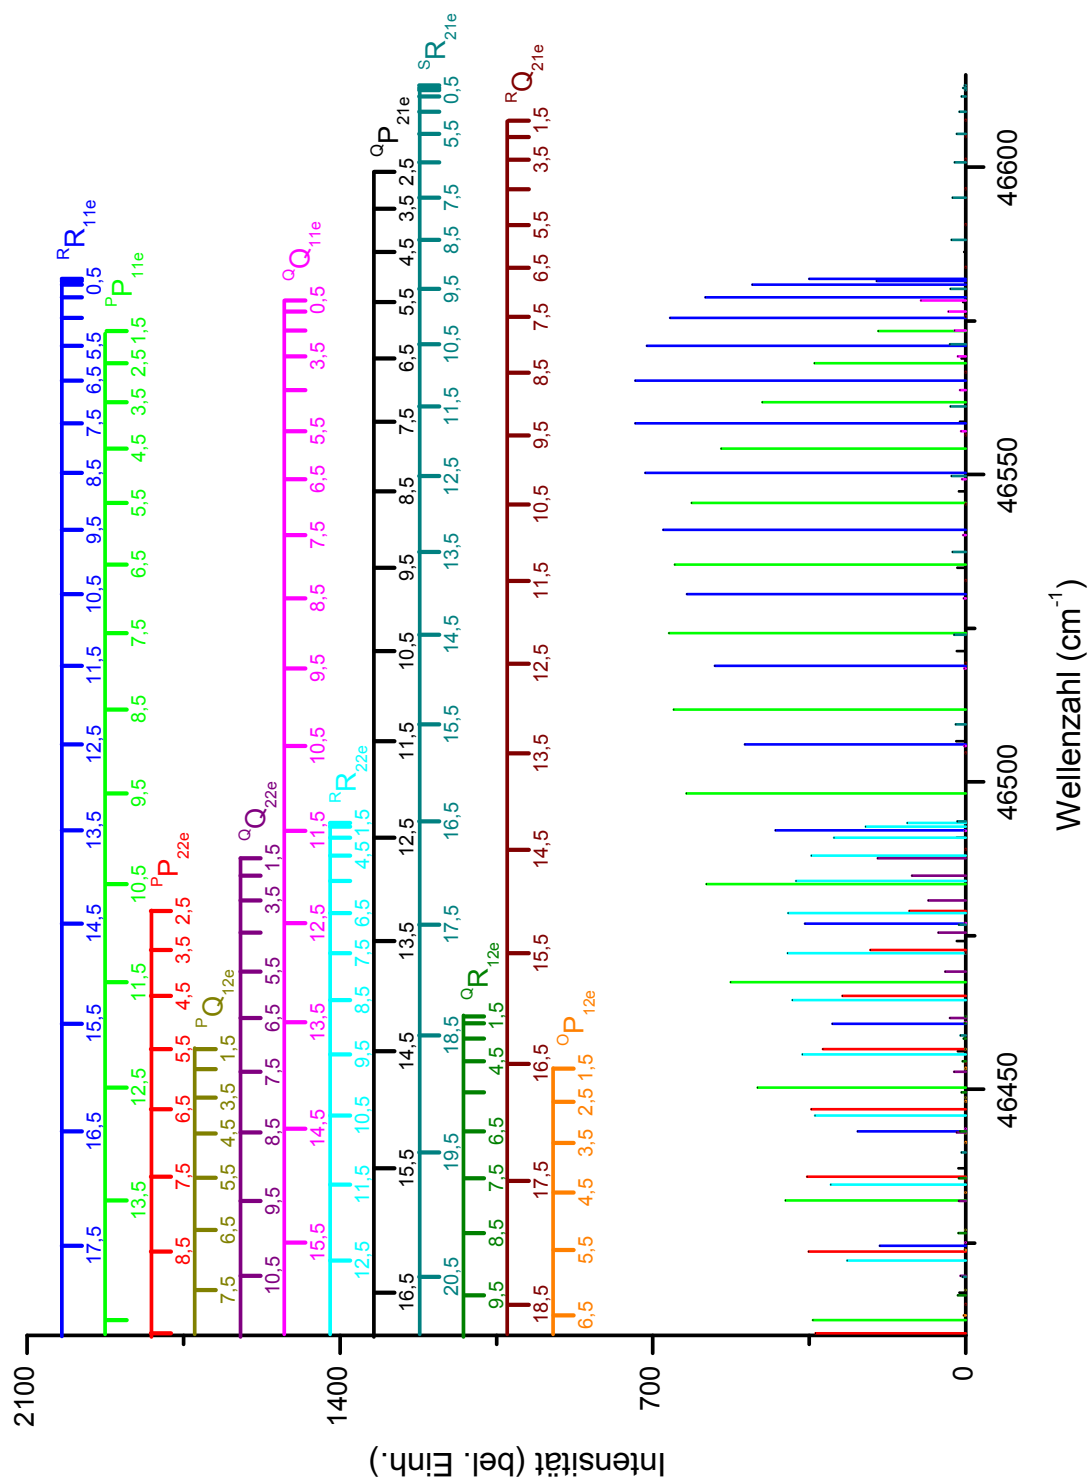 2100
RR11e
17,5 16,5 15,5 14,5 13,5 12,5 11,5 10,5 9,5 8,5 7,5 6,5 5,5 0,5
PP11e
13,5 12,5 11,5 10,5 9,5 8,5 7,5 6,5 5,5 4,5 3,5 2,5 1,5
PP22e
8,5 7,5 6,5 5,5 4,5 3,5 2,5
PQ12e
7,5 6,5 5,5 4,5 3,5 1,5
QQ22e
10,5 9,5 8,5 7,5 6,5 5,5 3,5 1,5
QQ11e
15,5 14,5 13,5 12,5 11,5 10,5 9,5 8,5 7,5 6,5 5,5 3,5 0,5
1400
RR22e
12,5 11,5 10,5 9,5 8,5 7,5 6,5 4,5 1,5
QP21e
16,5 15,5 14,5 13,5 12,5 11,5 10,5 9,5 8,5 7,5 6,5 5,5 4,5 3,5 2,5
SR21e
20,5 19,5 18,5 17,5 16,5 15,5 14,5 13,5 12,5 11,5 10,5 9,5 8,5 7,5 5,5 0,5
QR12e
9,5 8,5 7,5 6,5 4,5 1,5
RQ21e
18,5 17,5 16,5 15,5 14,5 13,5 12,5 11,5 10,5 9,5 8,5 7,5 6,5 5,5 3,5 1,5
OP12e
6,5 5,5 4,5 3,5 2,5 1,5
700
0
Intensität (bel. Einh.)
46450 46500 46550 46600
Wellenzahl (cm-1)